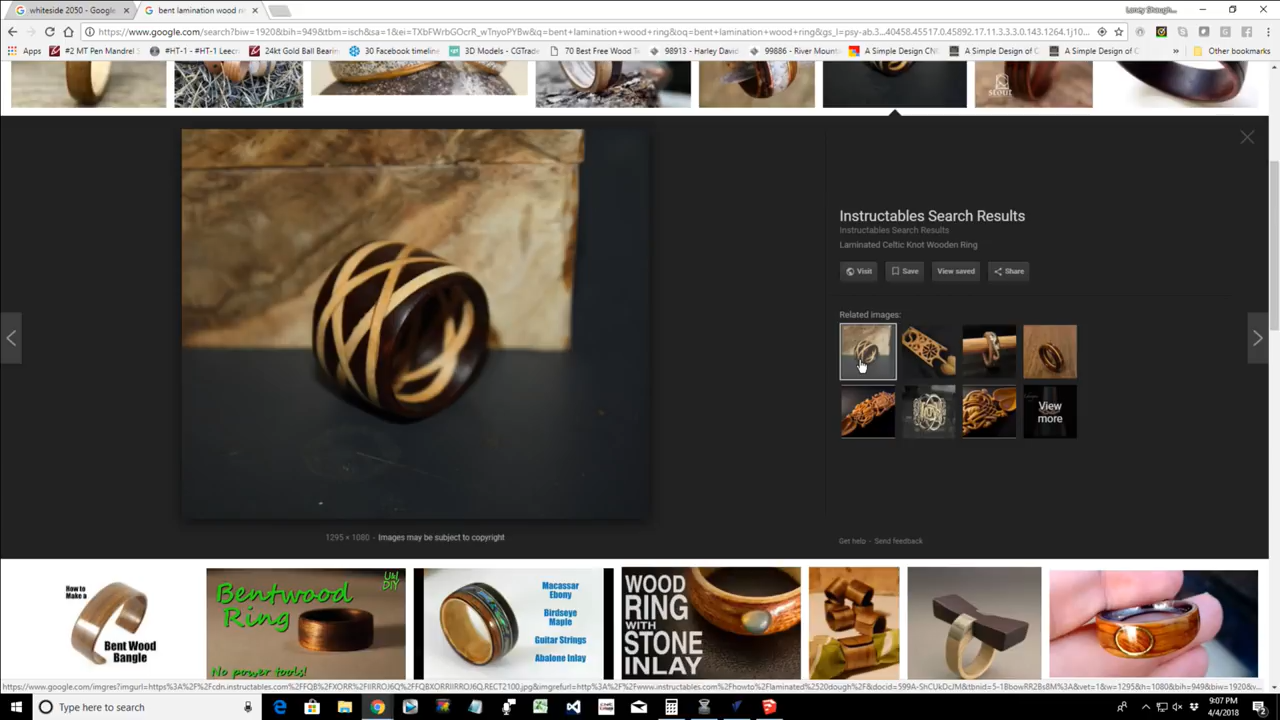 whiteside 2050 - Google
bent lamination wood r
https://www.google.com/search?biw=1920&bih=949&tbm=isch&sa=1&ei=TXbFWrbGOcrR_wTnyoPYBw&q=bent+lamination+wood+ring&oq=bent+lamination+wood+ring&gs_l=psy-ab.3...40458.45517.0.45892.17.11.3.3.3.0.143.1264.1j10...
Apps
#2 MT Pen Mandrel S
#HT-1 - #HT-1 Leecr
24kt Gold Ball Bearing
30 Facebook timeline
3D Models - CGTrade
70 Best Free Wood Te
98913 - Harley David
99886 - River Mounta
A Simple Design CNC
A Simple Design of O
A Simple Design of O
Other bookmarks
Instructables Search Results
Instructables Search Results
Laminated Celtic Knot Wooden Ring
Visit
Save
View saved
Share
Related images:
View
more
1295 × 1080 - Images may be subject to copyright
Get help - Send feedback
How to
Make a
Bent Wood
Bangle
Bentwood
Ring
No power tools!
Macassar
Ebony
Birdseye
Maple
Guitar Strings
Abalone Inlay
WOOD
RING
WITH
STONE
INLAY
Type here to search
9:07 PM
4/4/2018